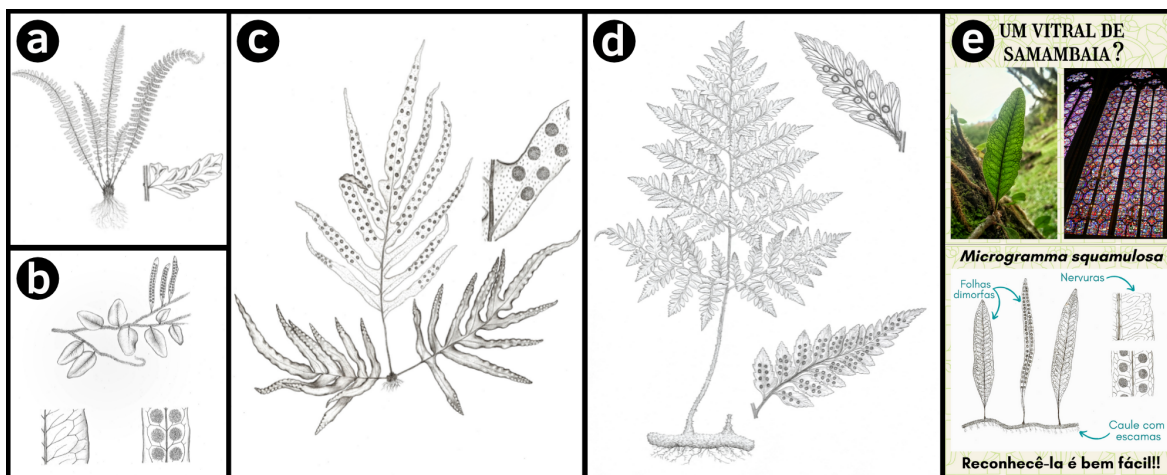 a
b
c
d
e
UM VITRAL DE
SAMAMBAIA?
Microgramma squamulosa
Folhas
dimorfas
Nervuras
Caule com
escamas
Reconhecê-la é bem fácil!!